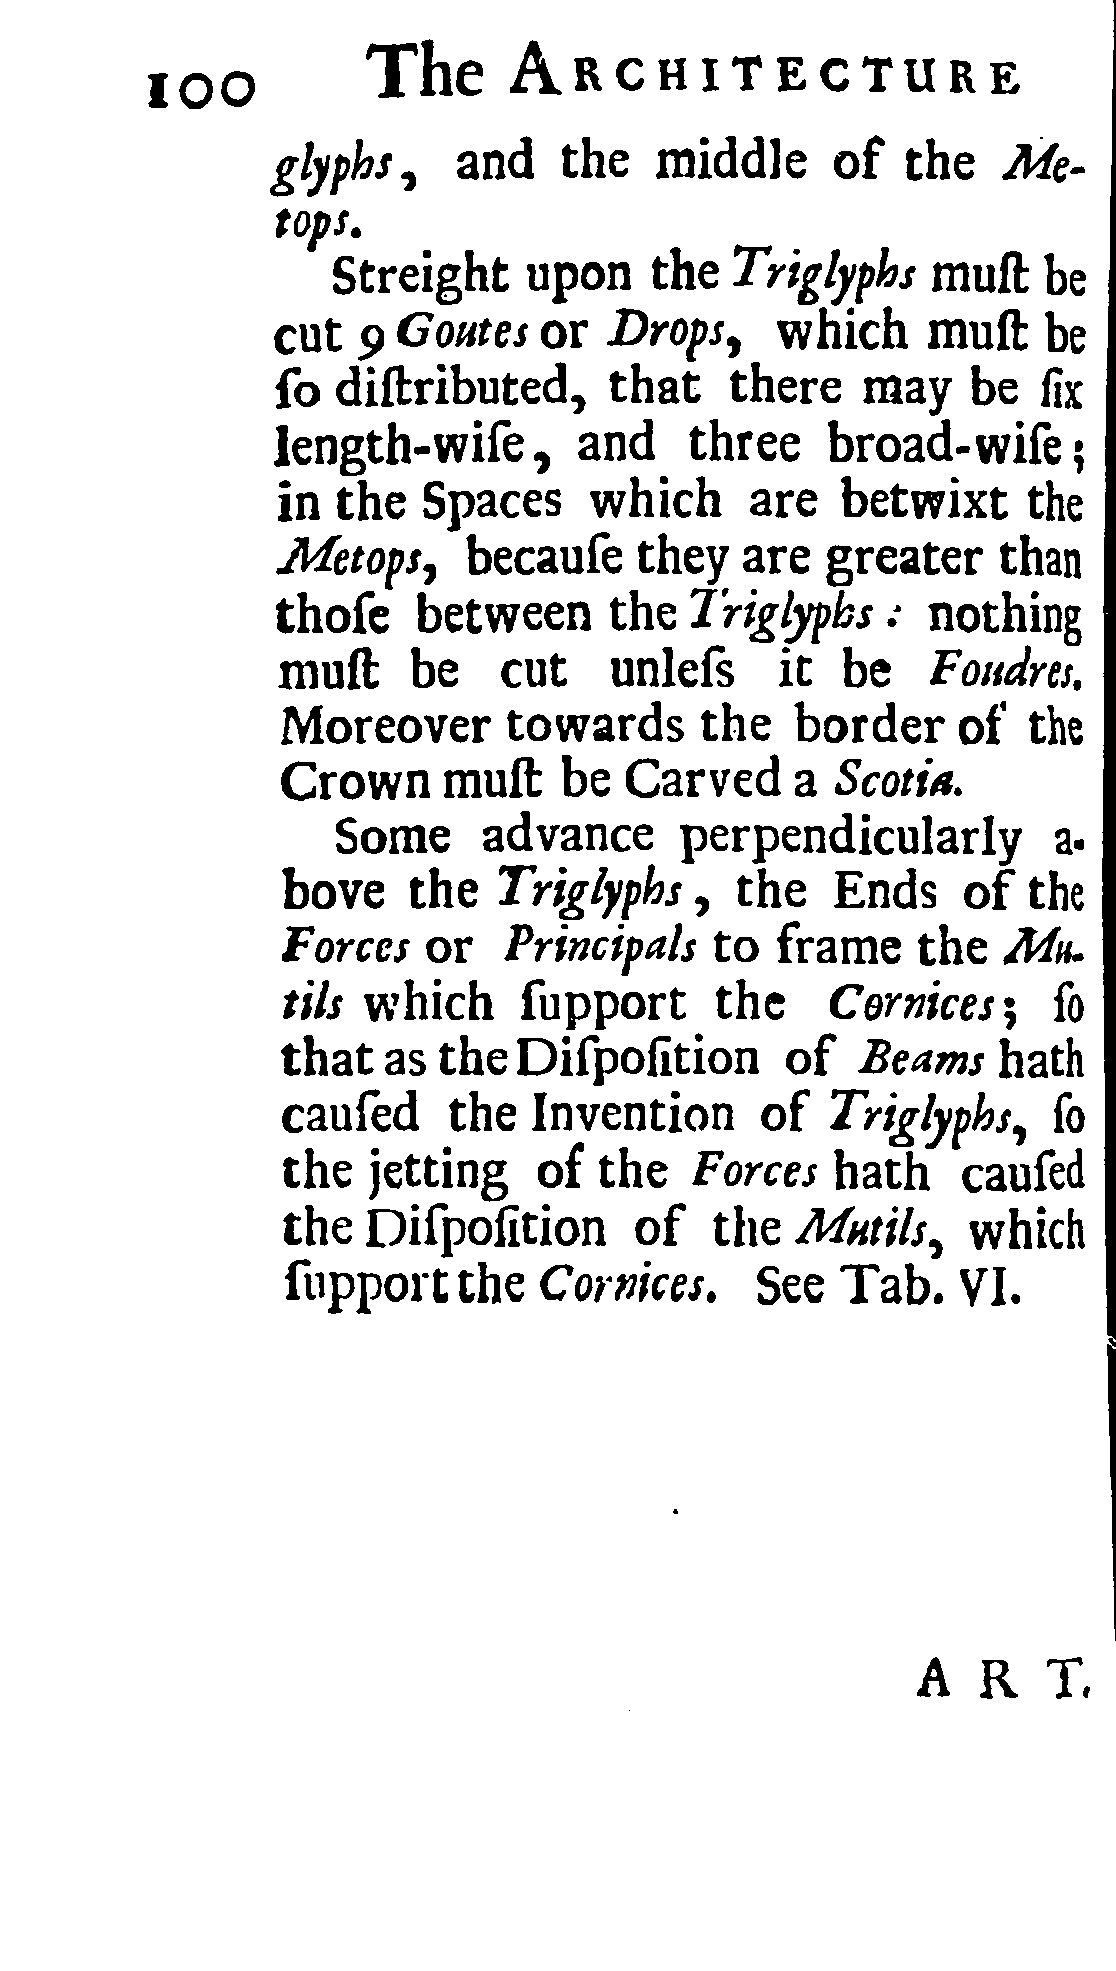 100 The ARCHITECTURE
glyphs, and the middle of the Me-
tops.
Streight upon the Triglyphs muſt be
cut 9 Goutes or Drops, which muſt be
ſo diſtributed, that there may be ſix
length-wiſe, and three broad-wiſe;
in the Spaces which are betwixt the
Metops, becauſe they are greater than
thoſe between the Triglyphs: nothing
muſt be cut unleſs it be Foudres.
Moreover towards the border of the
Crown muſt be Carved a Scotia.
Some advance perpendicularly a-
bove the Triglyphs, the Ends of the
Forces or Principals to frame the Mu-
tils which ſupport the Cornices; ſo
that as the Diſpoſition of Beams hath
cauſed the Invention of Triglyphs, ſo
the jetting of the Forces hath cauſed
the Diſpoſition of the Mutils, which
ſupport the Cornices. See Tab. VI.
ART.